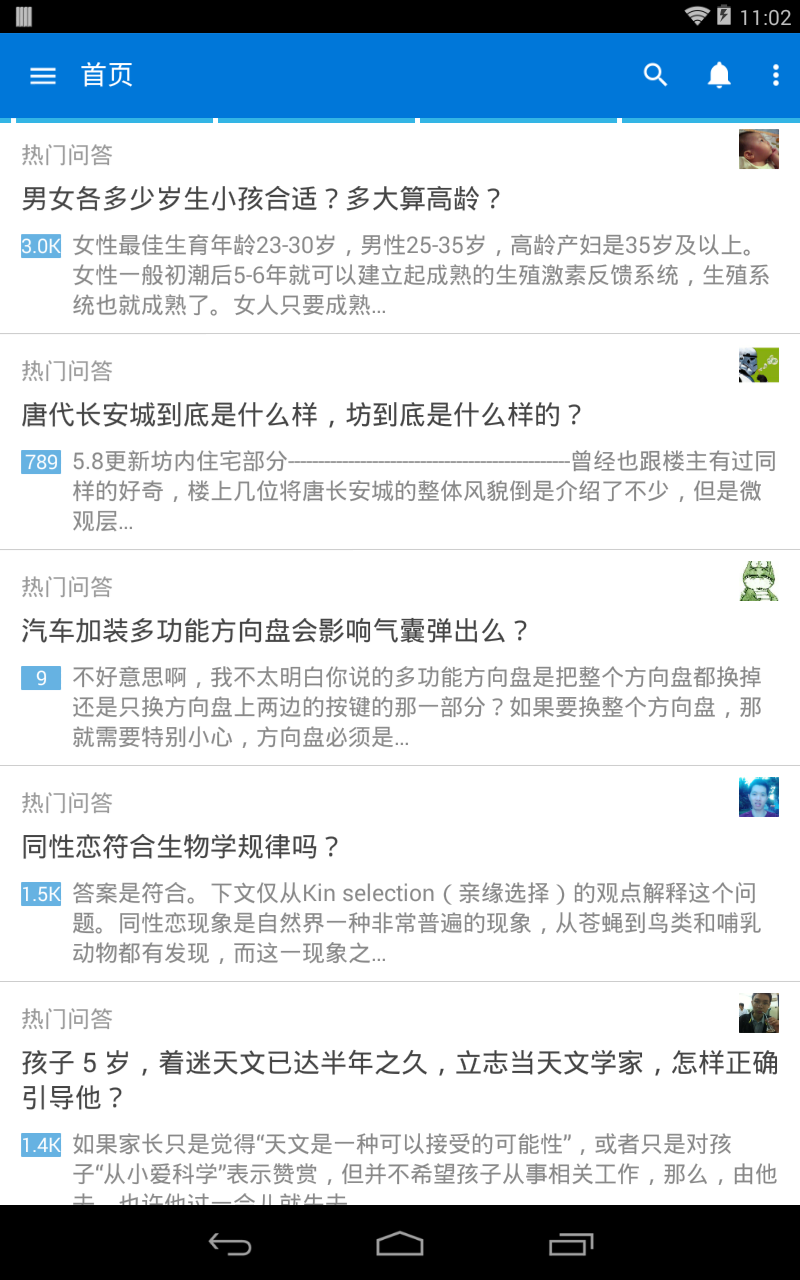 11:02
首页
热门问答
男女各多少岁生小孩合适？多大算高龄？
3.0K 女性最佳生育年龄23-30岁，男性25-35岁，高龄产妇是35岁及以上。
女性一般初潮后5-6年就可以建立起成熟的生殖激素反馈系统，生殖系
统也就成熟了。女人只要成熟...
热门问答
唐代长安城到底是什么样，坊到底是什么样的？
789 5.8更新坊内住宅部分-----------------------------------------------曾经也跟楼主有过同
样的好奇，楼上几位将唐长安城的整体风貌倒是介绍了不少，但是微
观层...
热门问答
汽车加装多功能方向盘会影响气囊弹出么？
9 不好意思啊，我不太明白你说的多功能方向盘是把整个方向盘都换掉
还是只换方向盘上两边的按键的那一部分？如果要换整个方向盘，那
就需要特别小心，方向盘必须是...
热门问答
同性恋符合生物学规律吗？
1.5K 答案是符合。下文仅从Kin selection（亲缘选择）的观点解释这个问
题。同性恋现象是自然界一种非常普遍的现象，从苍蝇到鸟类和哺乳
动物都有发现，而这一现象之...
热门问答
孩子 5 岁，着迷天文已达半年之久，立志当天文学家，怎样正确
引导他？
1.4K 如果家长只是觉得“天文是一种可以接受的可能性”，或者只是对孩
子“从小爱科学”表示赞赏，但并不希望孩子从事相关工作，那么，由他